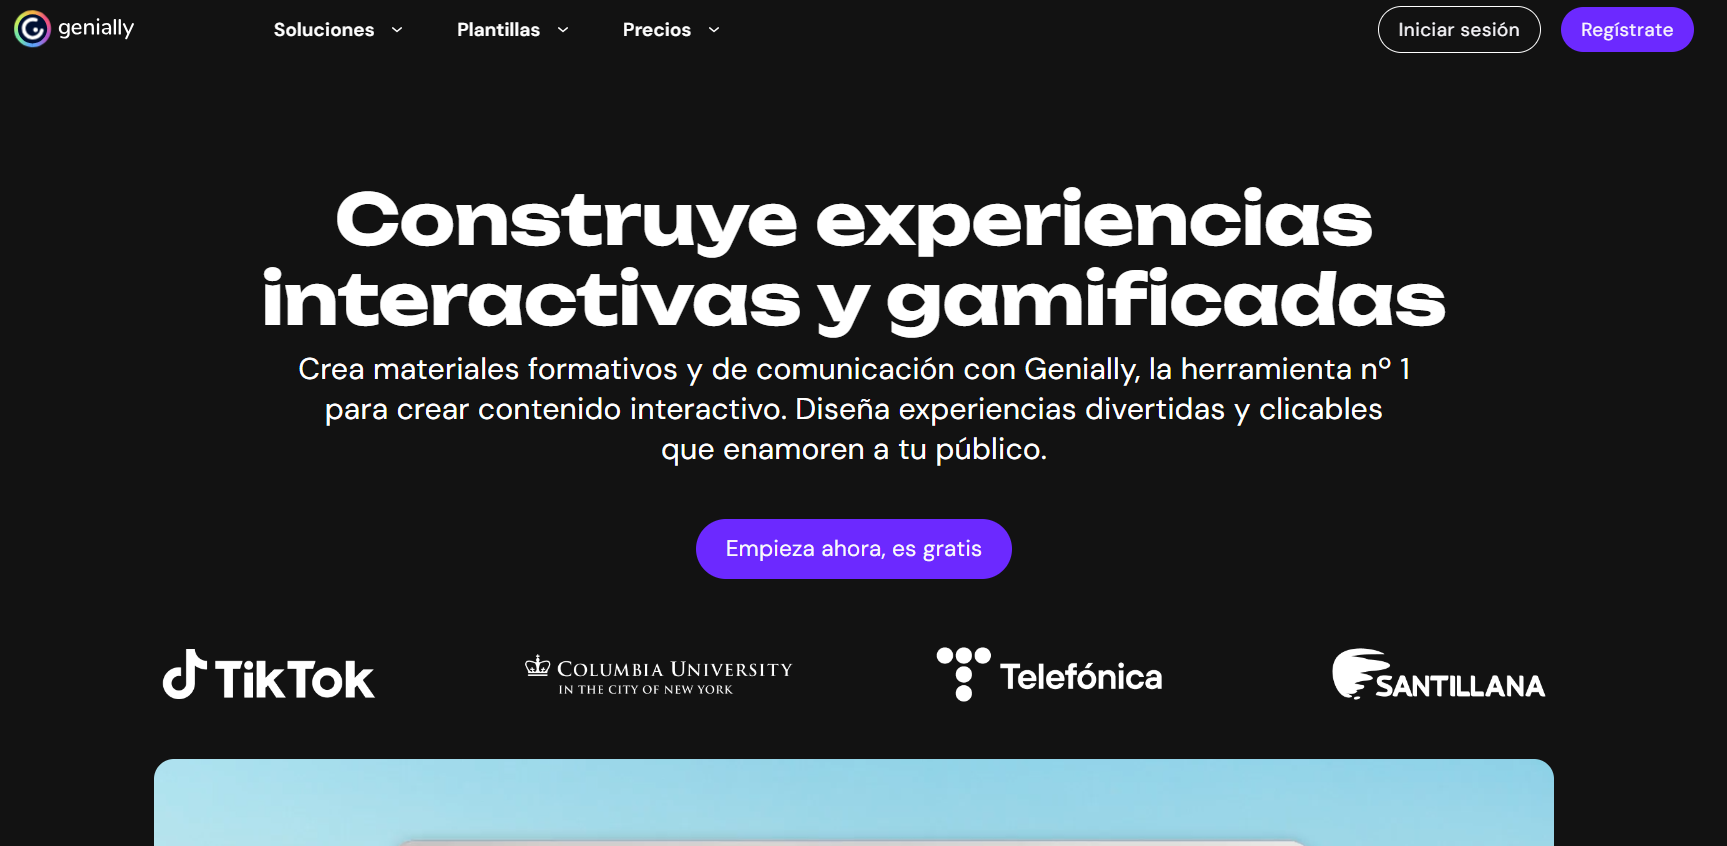 genially
Soluciones
Plantillas
Precios
Iniciar sesión
Regístrate
Construye experiencias
interactivas y gamificadas
Crea materiales formativos y de comunicación con Genially, la herramienta nº 1
para crear contenido interactivo. Diseña experiencias divertidas y clicables
que enamoren a tu público.
Empieza ahora, es gratis
TikTok
COLUMBIA UNIVERSITY
IN THE CITY OF NEW YORK
Telefónica
SANTILLANA